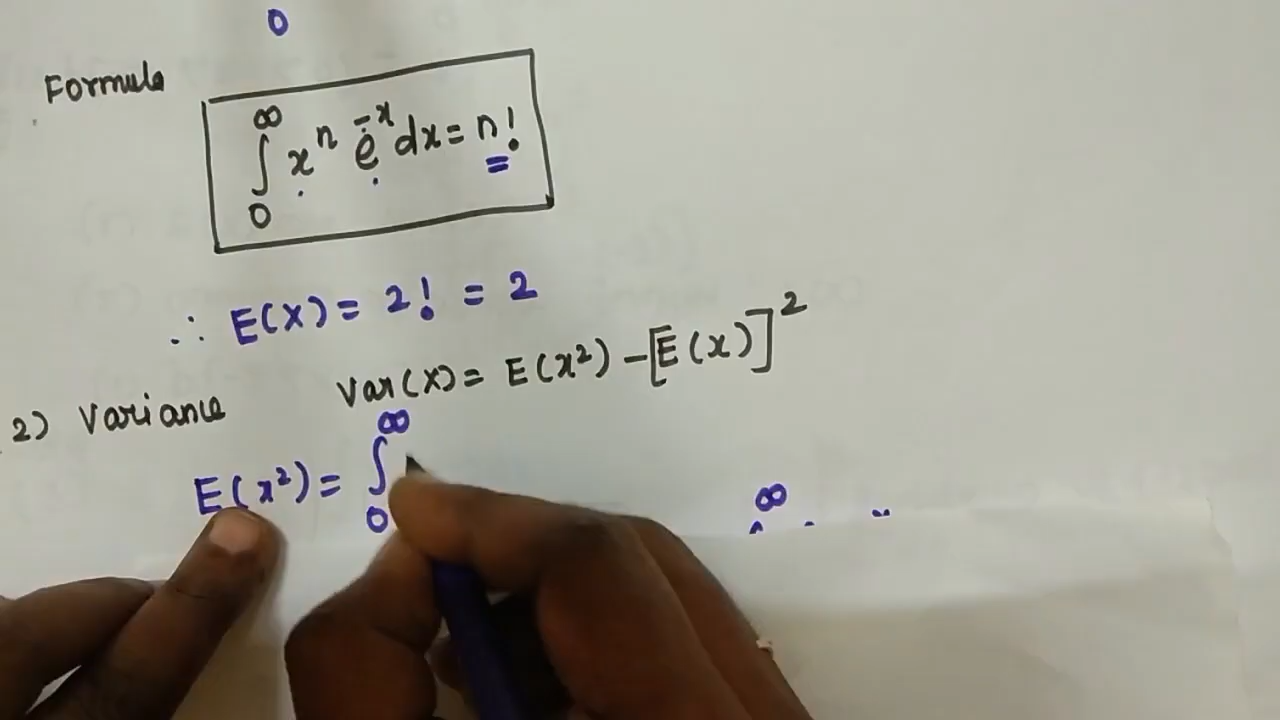 0
Formula
∫₀^∞ xⁿ e^-x dx = n!
∴ E(X) = 2! = 2
2) Variance Var(X) = E(x²) - [E(x)]²
E(x²) = ∫₀^∞
∞